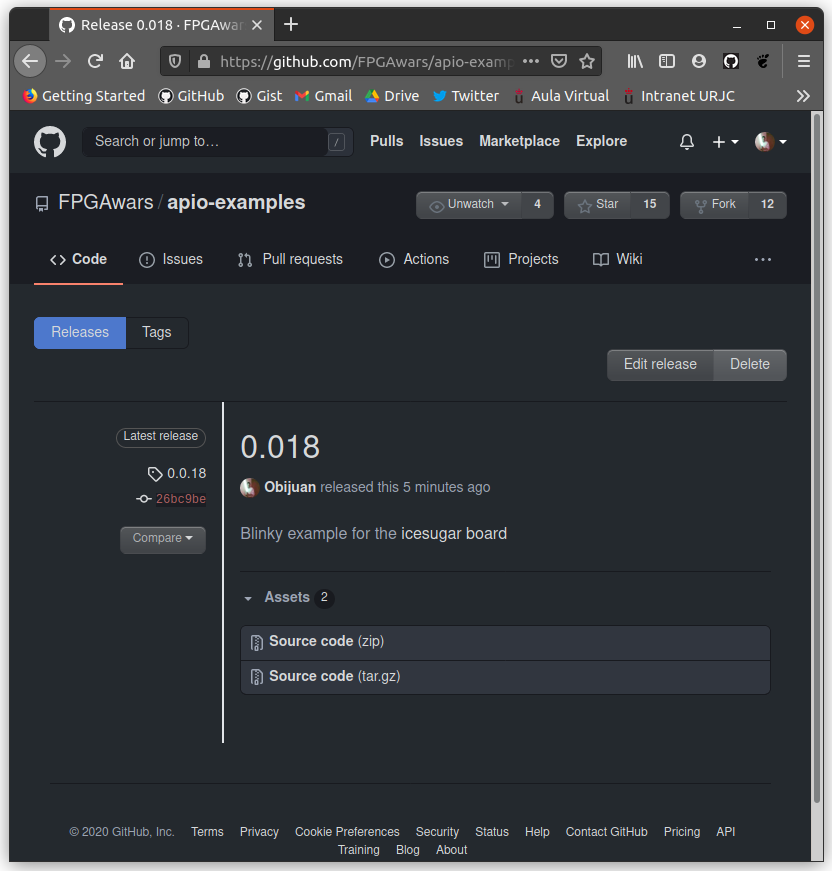 Release 0.018 · FPGAwar
https://github.com/FPGAwars/apio-examp
Getting Started GitHub Gist Gmail Drive Twitter Aula Virtual Intranet URJC
Search or jump to… / Pulls Issues Marketplace Explore
FPGAwars / apio-examples Unwatch 4 Star 15 Fork 12
Code Issues Pull requests Actions Projects Wiki
Releases Tags
Edit release Delete
Latest release
0.0.18
26bc9be
Compare
0.018
Obijuan released this 5 minutes ago
Blinky example for the icesugar board
Assets 2
Source code (zip)
Source code (tar.gz)
© 2020 GitHub, Inc. Terms Privacy Cookie Preferences Security Status Help Contact GitHub Pricing API
Training Blog About